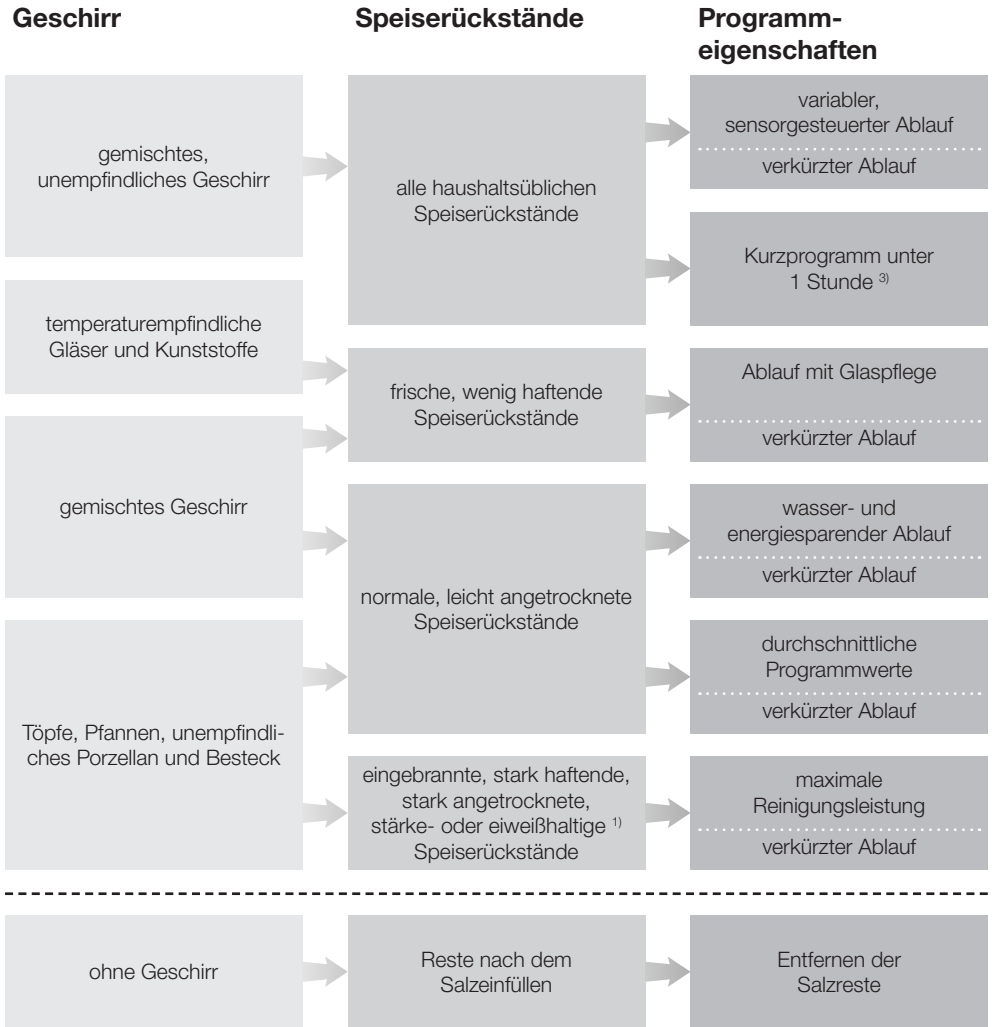 Geschirr
Speiserückstände
Programm-
eigenschaften
gemischtes,
unempfindliches Geschirr
alle haushaltsüblichen
Speiserückstände
variabler,
sensorgesteuerter Ablauf
verkürzter Ablauf
Kurzprogramm unter
1 Stunde 3)
temperaturempfindliche
Gläser und Kunststoffe
frische, wenig haftende
Speiserückstände
Ablauf mit Glaspflege
verkürzter Ablauf
gemischtes Geschirr
normale, leicht angetrocknete
Speiserückstände
wasser- und
energiesparender Ablauf
verkürzter Ablauf
durchschnittliche
Programmwerte
verkürzter Ablauf
Töpfe, Pfannen, unempfindli-
ches Porzellan und Besteck
eingebrannte, stark haftende,
stark angetrocknete,
stärke- oder eiweißhaltige 1)
Speiserückstände
maximale
Reinigungsleistung
verkürzter Ablauf
ohne Geschirr
Reste nach dem
Salzeinfüllen
Entfernen der
Salzreste